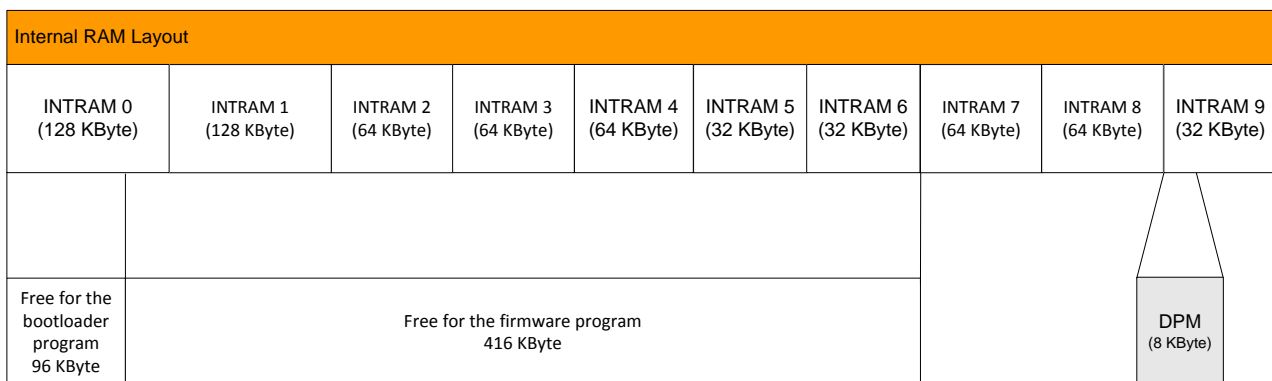 Internal RAM Layout
INTRAM 0
(128 KByte)
INTRAM 1
(128 KByte)
INTRAM 2
(64 KByte)
INTRAM 3
(64 KByte)
INTRAM 4
(64 KByte)
INTRAM 5
(32 KByte)
INTRAM 6
(32 KByte)
INTRAM 7
(64 KByte)
INTRAM 8
(64 KByte)
INTRAM 9
(32 KByte)
Free for the
bootloader
program
96 KByte
Free for the firmware program
416 KByte
DPM
(8 KByte)